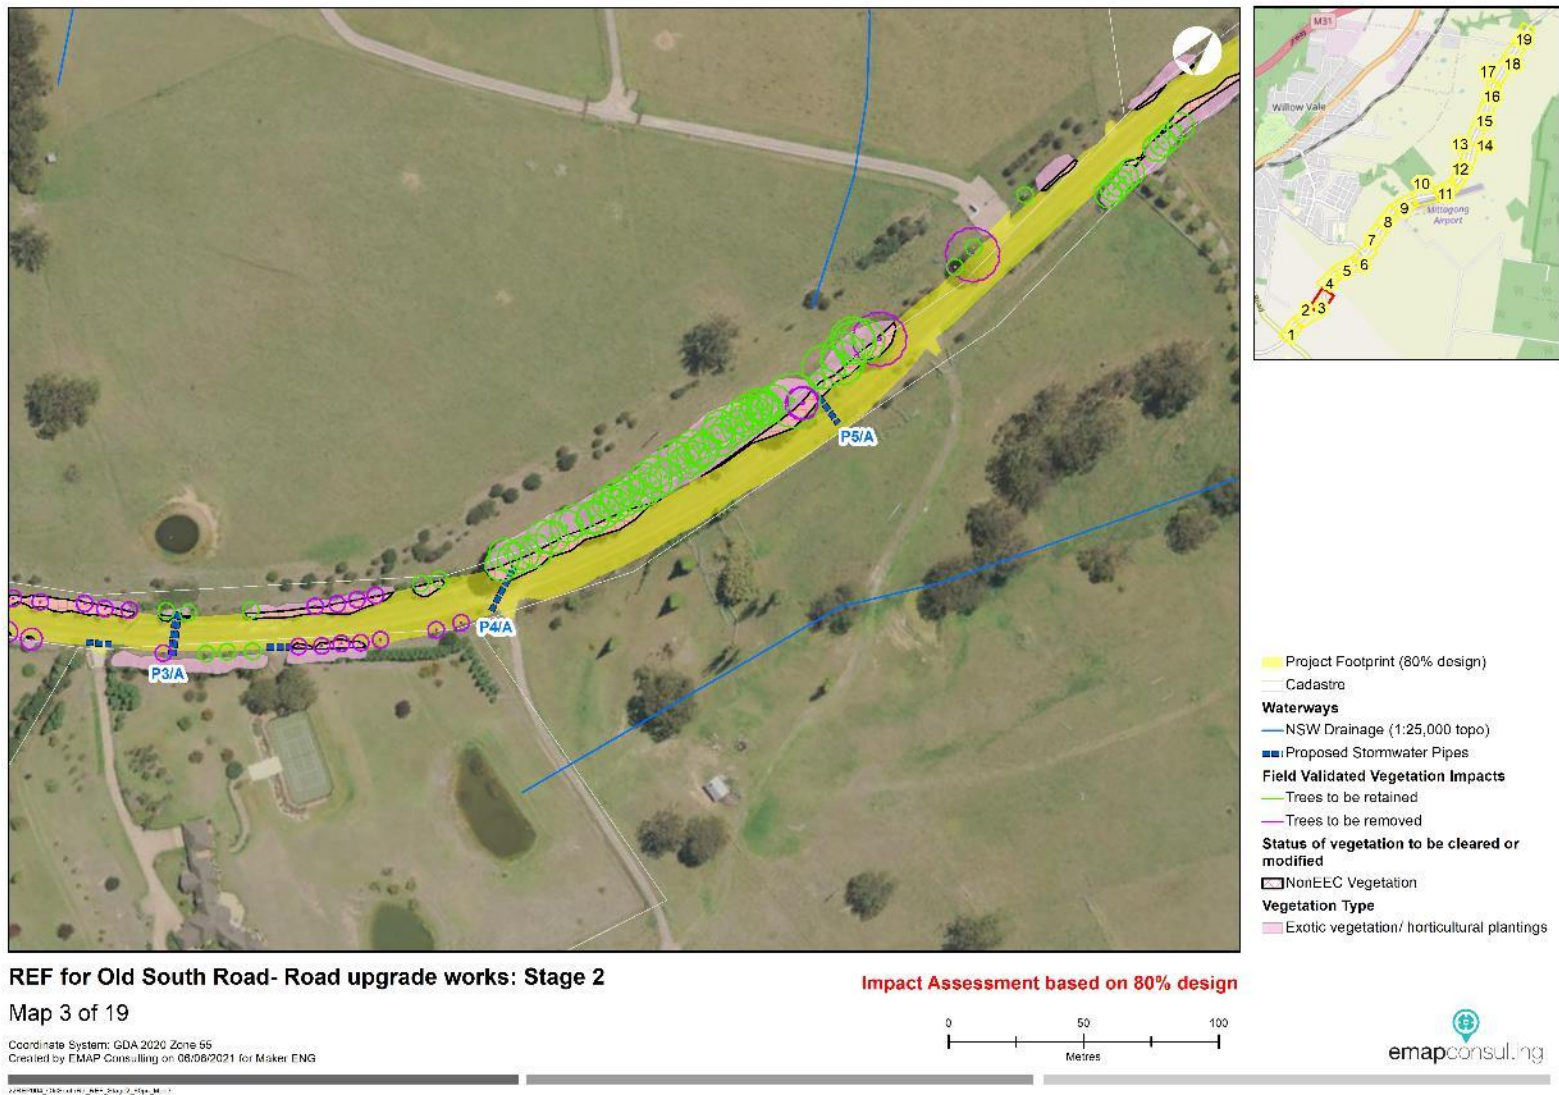 P3/A
P4/A
P5/A
M31
Willow Vale
19
18
17
16
15
14
13
12
11
10
9
8
7
6
5
4
3
2
1
Mittagong
Airport
Project Footprint (80% design)
Cadastre
Waterways
NSW Drainage (1:25,000 topo)
Proposed Stormwater Pipes
Field Validated Vegetation Impacts
Trees to be retained
Trees to be removed
Status of vegetation to be cleared or
modified
NonEEC Vegetation
Vegetation Type
Exotic vegetation/ horticultural plantings
REF for Old South Road- Road upgrade works: Stage 2
Map 3 of 19
Coordinate System: GDA 2020 Zone 55
Created by EMAP Consulting on 06/08/2021 for Maker ENG
Impact Assessment based on 80% design
0 50 100
Metres
emapconsulting